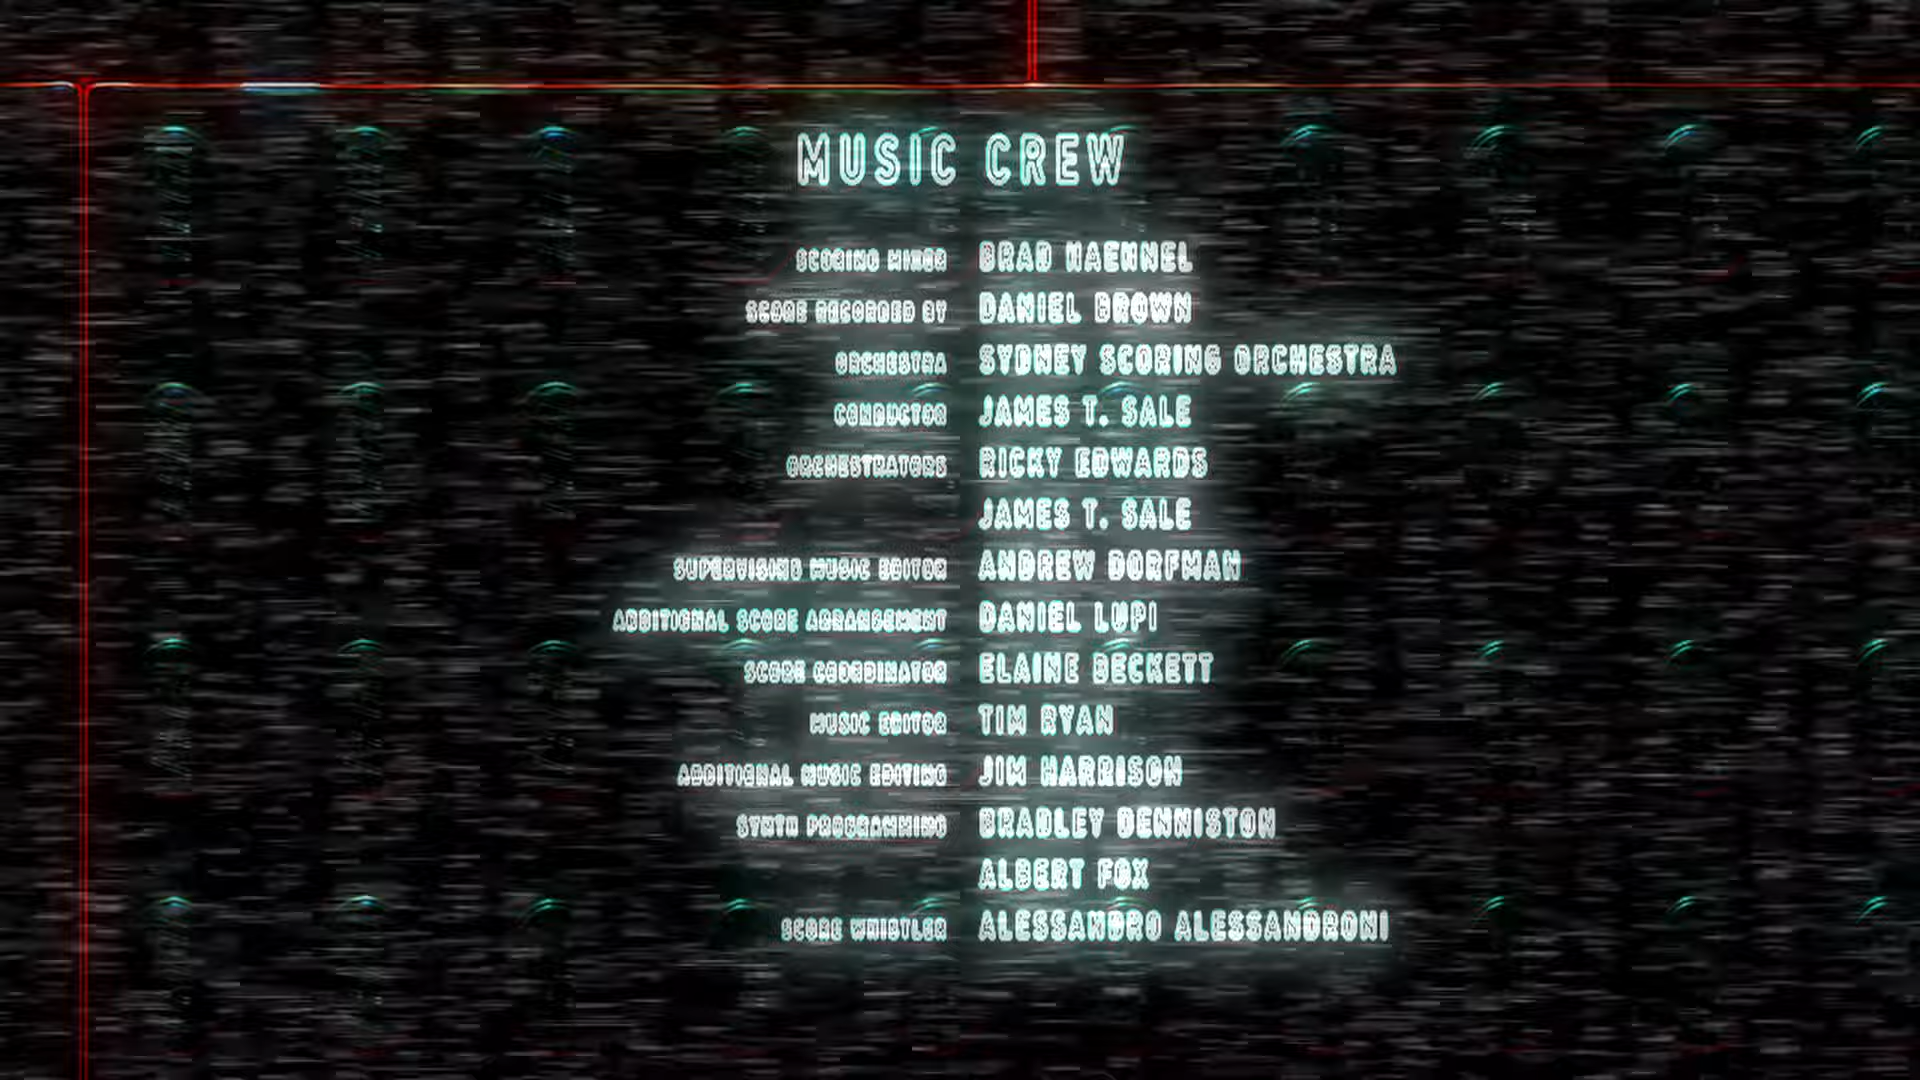 MUSIC CREW
SCORING MIXER BRAD HAEHNEL
SCORE RECORDED BY DANIEL BROWN
ORCHESTRA SYDNEY SCORING ORCHESTRA
CONDUCTOR JAMES T. SALE
ORCHESTRATORS RICKY EDWARDS
JAMES T. SALE
SUPERVISING MUSIC EDITOR ANDREW DORFMAN
ADDITIONAL SCORE ARRANGEMENT DANIEL LUPI
SCORE COORDINATOR ELAINE BECKETT
MUSIC EDITOR TIM RYAN
ADDITIONAL MUSIC EDITING JIM HARRISON
SYNTH PROGRAMMING BRADLEY DENNISTON
ALBERT FOX
SCORE WHISTLER ALESSANDRO ALESSANDRONI